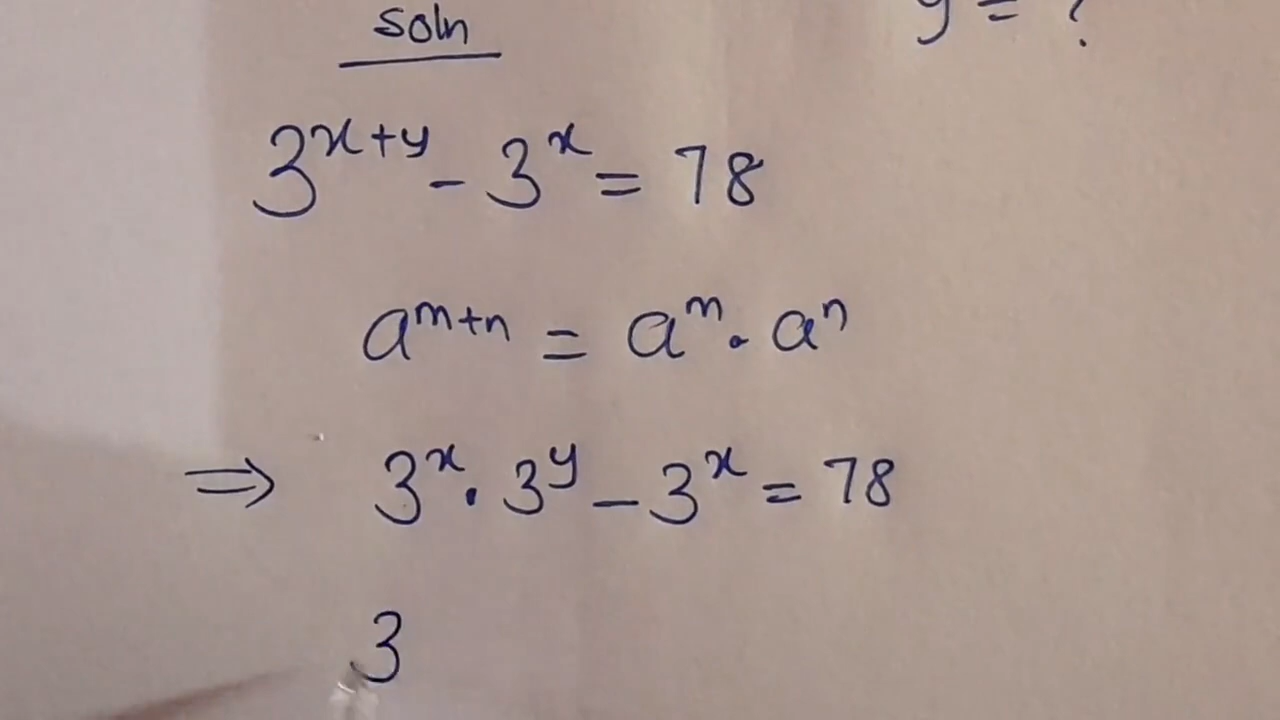 y = ?
soln
3^{x+y} - 3^x = 78
a^{m+n} = a^m · a^n
⇒ 3^x · 3^y - 3^x = 78
3